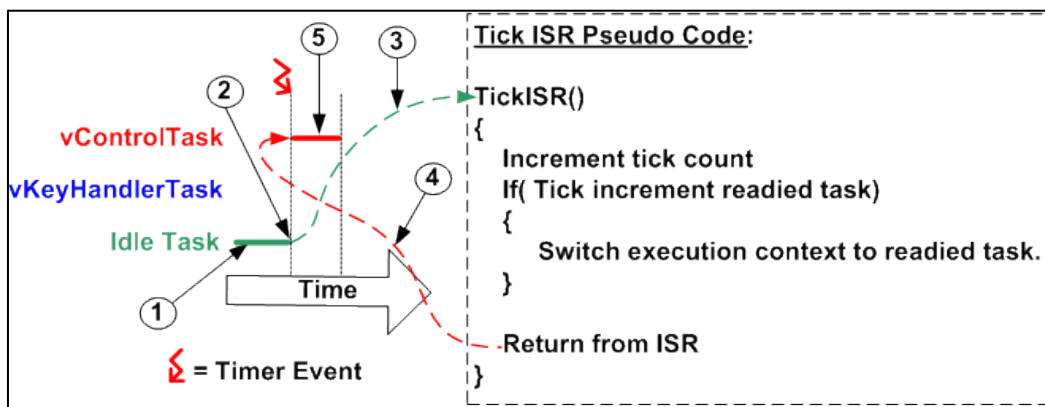 5
3
2
vControlTask
vKeyHandlerTask
4
Idle Task
1
Time
= Timer Event
Tick ISR Pseudo Code:
TickISR()
{
Increment tick count
If( Tick increment readied task)
{
Switch execution context to readied task.
}
Return from ISR
}